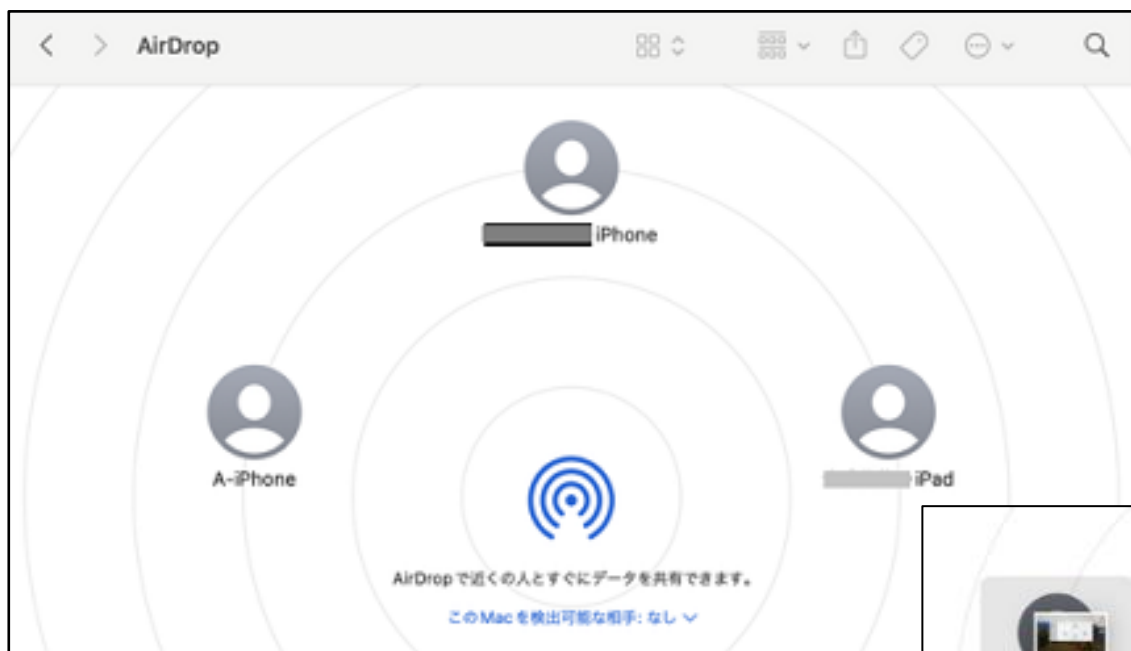 AirDrop
iPhone
A-iPhone
iPad
AirDropで近くの人とすぐにデータを共有できます。
このMacを検出可能な相手: なし